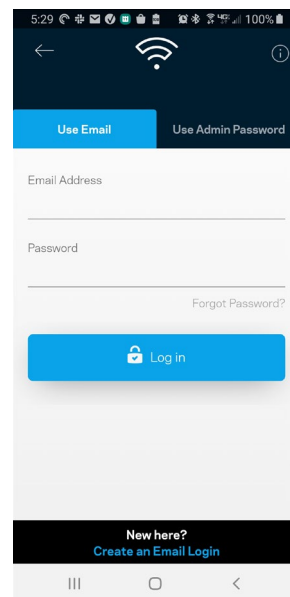 5:29 100%
Use Email Use Admin Password
Email Address
Password
Forgot Password?
Log in
New here?
Create an Email Login